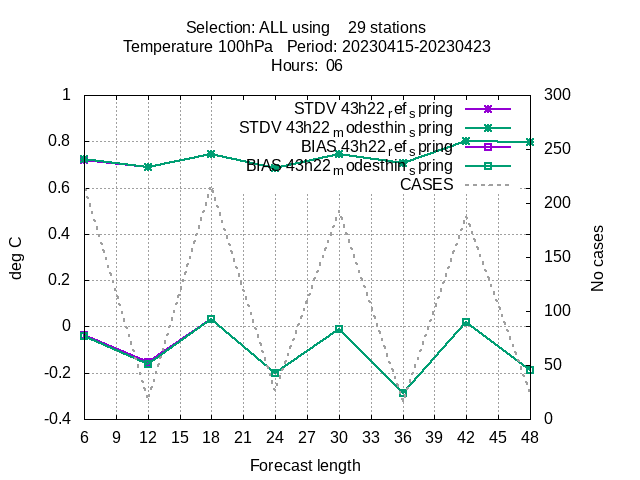 Selection: ALL using    29 stations
Temperature 100hPa   Period: 20230415-20230423
Hours:  06
1
0.8
0.6
0.4
0.2
0
-0.2
-0.4
deg C
STDV 43h22_ref_spring
STDV 43h22_modesthin_spring
BIAS 43h22_ref_spring
BIAS 43h22_modesthin_spring
CASES
300
250
200
150
100
50
0
No cases
6 9 12 15 18 21 24 27 30 33 36 39 42 45 48
Forecast length